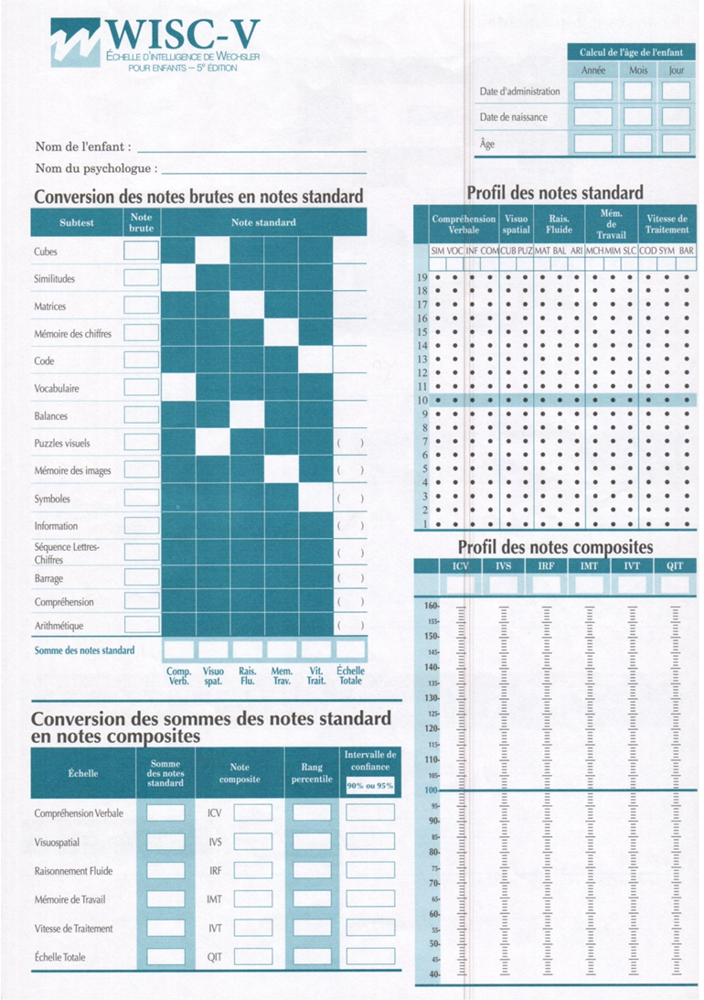 WISC-V
ÉCHELLE D'INTELLIGENCE DE WECHSLER
POUR ENFANTS – 5e ÉDITION
Calcul de l'âge de l'enfant
Année Mois Jour
Date d'administration
Date de naissance
Âge
Nom de l'enfant :
Nom du psychologue :
Conversion des notes brutes en notes standard
Subtest Note brute Note standard
Cubes
Similitudes
Matrices
Mémoire des chiffres
Code
Vocabulaire
Balances
Puzzles visuels ( )
Mémoire des images ( )
Symboles ( )
Information ( )
Séquence Lettres-
Chiffres ( )
Barrage ( )
Compréhension ( )
Arithmétique ( )
Somme des notes standard
Comp. Visuo Rais. Mem. Vit. Échelle
Verb. spat. Flu. Trav. Trait. Totale
Profil des notes standard
Compréhension Verbale Visuo spatial Rais. Fluide Mém. de Travail Vitesse de Traitement
SIM VOC INF COM CUB PUZ MAT BAL ARI MCH MIM SLC COD SYM BAR
19
18
17
16
15
14
13
12
11
10
9
8
7
6
5
4
3
2
1
Conversion des sommes des notes standard
en notes composites
Échelle Somme des notes standard Note composite Rang percentile Intervalle de confiance
90% ou 95%
Compréhension Verbale ICV
Visuospatial IVS
Raisonnement Fluide IRF
Mémoire de Travail IMT
Vitesse de Traitement IVT
Échelle Totale QIT
Profil des notes composites
ICV IVS IRF IMT IVT QIT
160-
155-
150-
145-
140-
135-
130-
125-
120-
115-
110-
105-
100
95-
90-
85-
80-
75-
70-
65-
60-
55-
50-
45-
40-